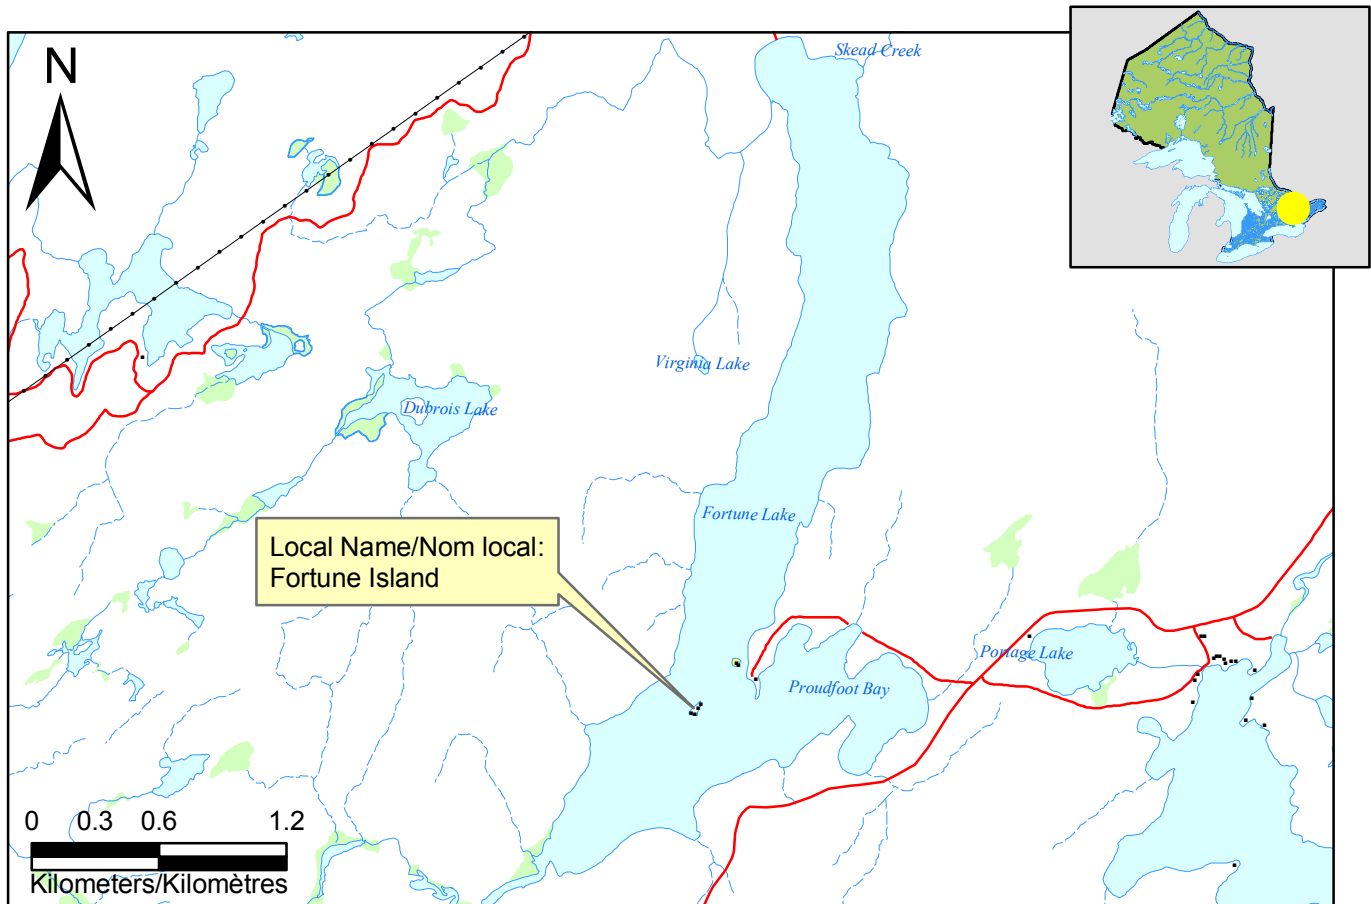 Skead Creek
N
Virginia Lake
Dubrois Lake
Fortune Lake
Local Name/Nom local:
Fortune Island
Portage Lake
Proudfoot Bay
0 0.3 0.6 1.2
Kilometers/Kilomètres